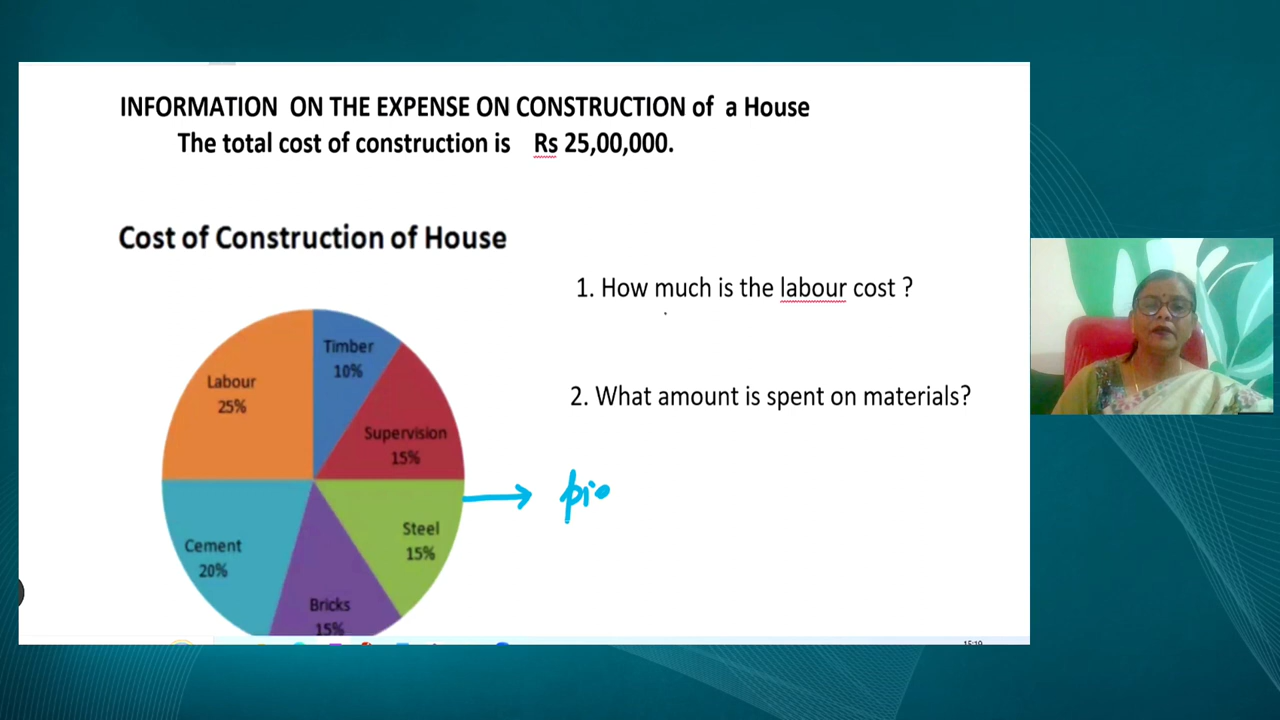 INFORMATION ON THE EXPENSE ON CONSTRUCTION of a House
The total cost of construction is Rs 25,00,000.
Cost of Construction of House
Timber
10%
Labour
25%
Supervision
15%
Steel
15%
Cement
20%
Bricks
15%
1. How much is the labour cost ?
2. What amount is spent on materials?